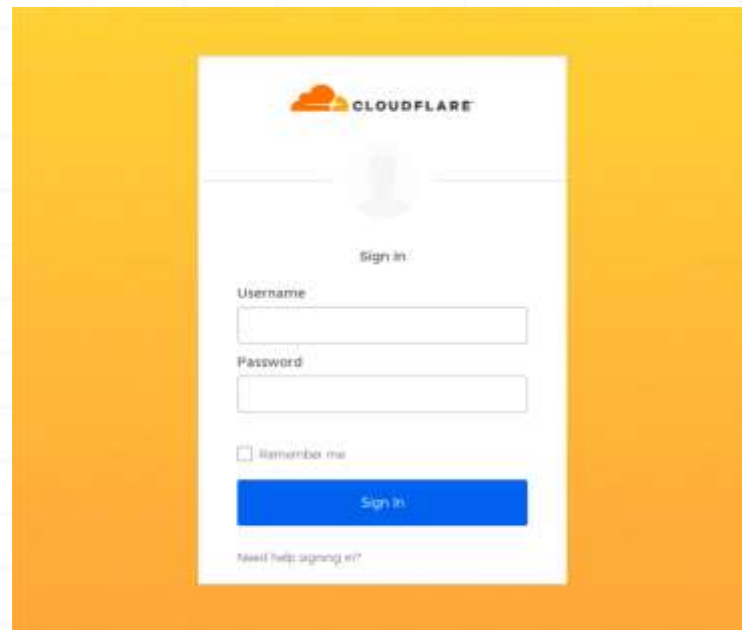 CLOUDFLARE
Sign In
Username
Password
Remember me
Sign In
Need help signing in?